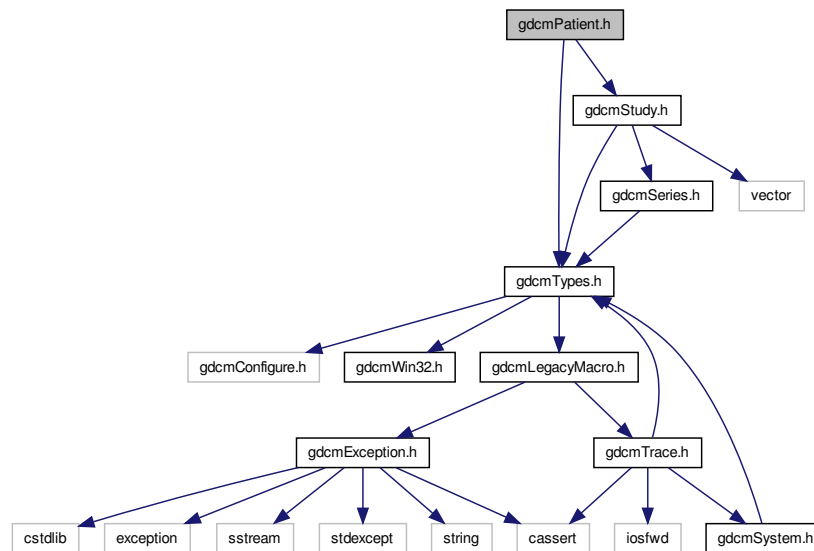 gdcmPatient.h
gdcmStudy.h
gdcmSeries.h
vector
gdcmTypes.h
gdcmConfigure.h
gdcmWin32.h
gdcmLegacyMacro.h
gdcmException.h
gdcmTrace.h
cstdlib
exception
sstream
stdexcept
string
cassert
iosfwd
gdcmSystem.h